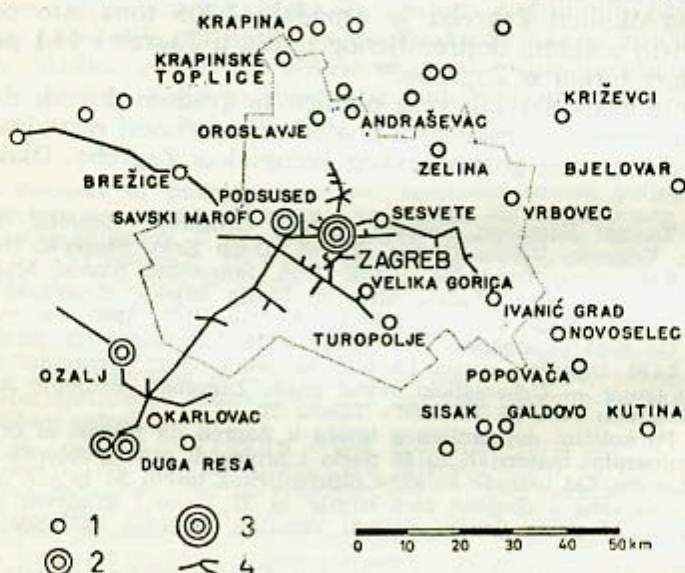 KRAPINA
KRAPINSKE
TOPLICE
KRIŽEVCI
OROSLAVJE
ANDRAŠEVAC
ZELINA
BJELOVAR
BREŽICE
PODSUSED
SAVSKI MAROF
SESVETE
VRBOVEC
ZAGREB
VELIKA GORICA
IVANIĆ GRAD
NOVOSELEC
TUROPOLJE
OZALJ
POPOVAČA
KARLOVAC
SISAK
GALDOVO
KUTINA
DUGA RESA
1
3
2
4
0 10 20 30 40 50 km